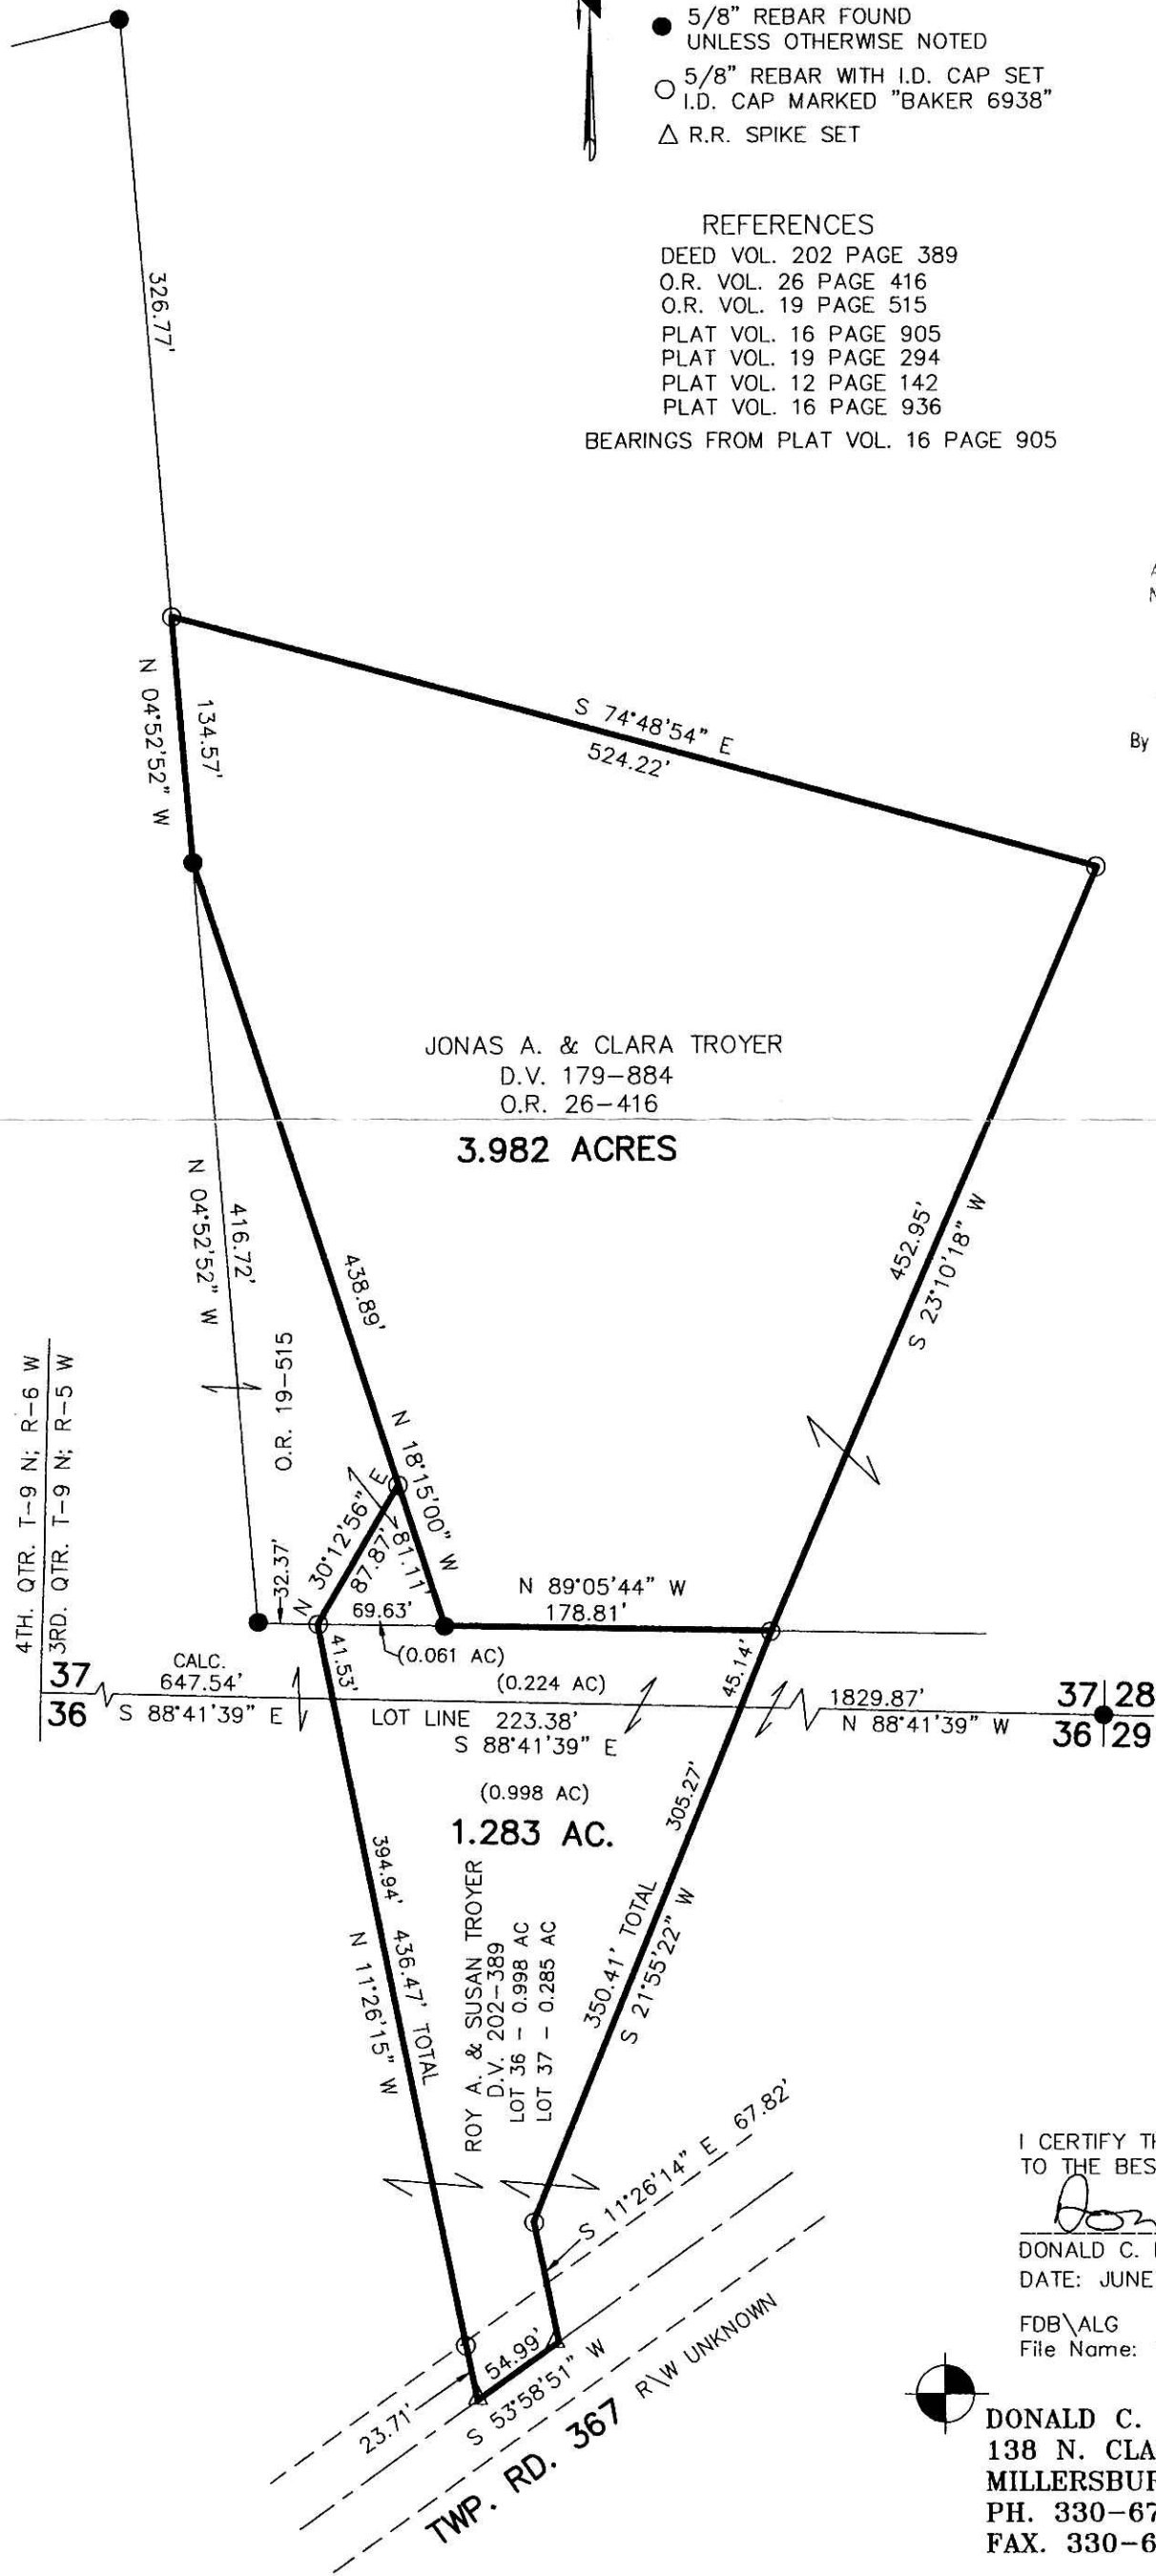 5/8" REBAR FOUND
UNLESS OTHERWISE NOTED
5/8" REBAR WITH I.D. CAP SET
I.D. CAP MARKED "BAKER 6938"
R.R. SPIKE SET
REFERENCES
DEED VOL. 202 PAGE 389
O.R. VOL. 26 PAGE 416
O.R. VOL. 19 PAGE 515
PLAT VOL. 16 PAGE 905
PLAT VOL. 19 PAGE 294
PLAT VOL. 12 PAGE 142
PLAT VOL. 16 PAGE 936
BEARINGS FROM PLAT VOL. 16 PAGE 905
326.77'
N 04°52'52" W
134.57'
S 74°48'54" E
524.22'
By
JONAS A. & CLARA TROYER
D.V. 179-884
O.R. 26-416
3.982 ACRES
N 04°52'52" W
416.72'
438.89'
452.95'
S 23°10'18" W
O.R. 19-515
4TH. QTR. T-9 N; R-6 W
3RD. QTR. T-9 N; R-5 W
32.37'
N 30°12'56" E
87.87'
81.11'
N 18°15'00" W
69.63'
N 89°05'44" W
178.81'
(0.061 AC)
41.53'
(0.224 AC)
45.14'
37
36
CALC.
647.54'
S 88°41'39" E
LOT LINE 223.38'
S 88°41'39" E
1829.87'
N 88°41'39" W
37 28
36 29
(0.998 AC)
1.283 AC.
305.27'
394.94' 436.47' TOTAL
N 11°26'15" W
ROY A. & SUSAN TROYER
D.V. 202-389
LOT 36 - 0.998 AC
LOT 37 - 0.285 AC
350.41' TOTAL
S 21°55'22" W
S 11°26'14" E 67.82'
54.99'
23.71'
S 53°58'51" W
R\W UNKNOWN
TWP. RD. 367
I CERTIFY
TO THE BES
DONALD C.
DATE: JUNE
FDB\ALG
File Name:
DONALD C.
138 N. CLA
MILLERSBUR
PH. 330-67
FAX. 330-6